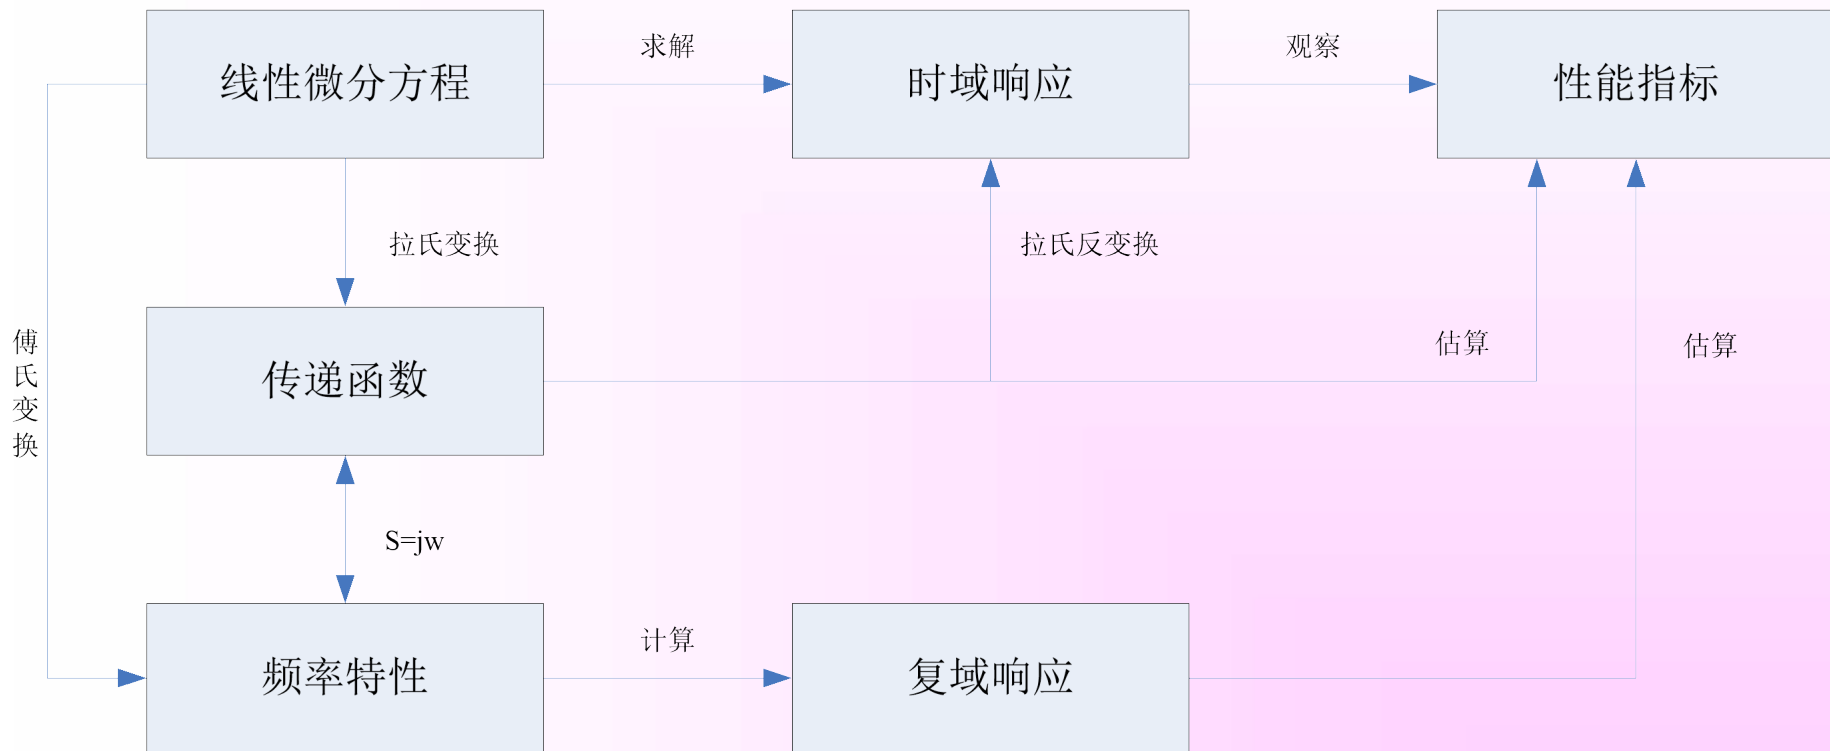 线性微分方程
求解
时域响应
观察
性能指标
拉氏变换
拉氏反变换
傅氏变换
传递函数
估算
估算
S=jw
频率特性
计算
复域响应